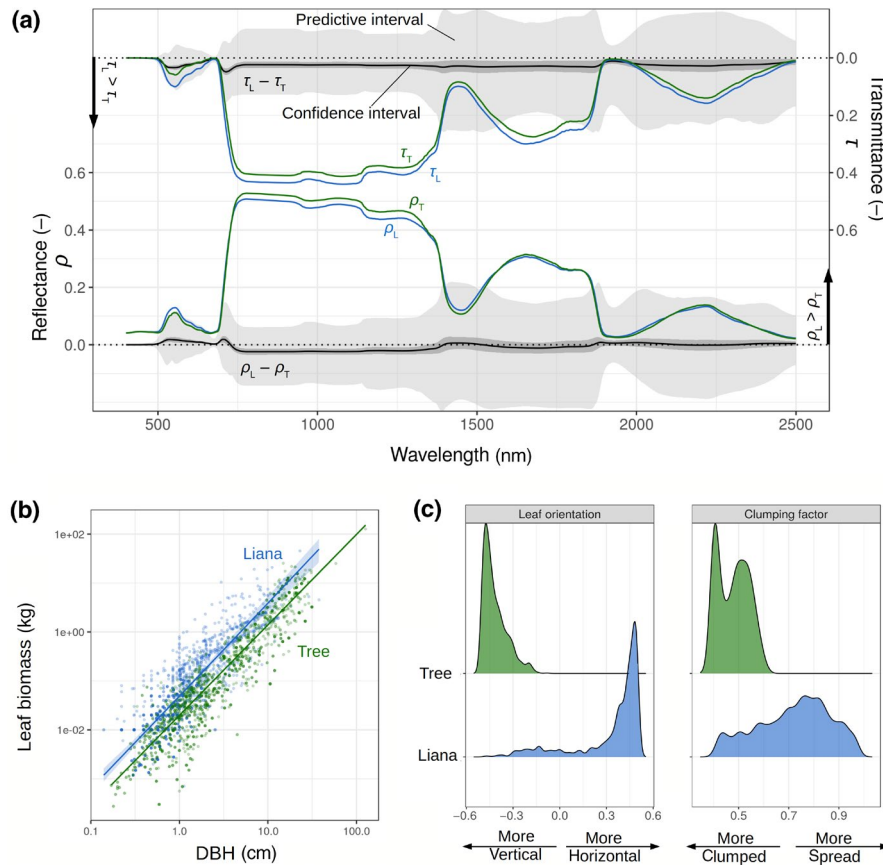 (a)
Predictive interval
τL > τT
τL − τT
Confidence interval
0.0
0.2
0.4
0.6
Transmittance (−)
τ
τT
τL
ρT
ρL
0.6
0.4
0.2
0.0
Reflectance (−)
ρ
ρL − ρT
ρL > ρT
500
1000
1500
2000
2500
Wavelength (nm)
(b)
1e+02
1e+00
1e−02
Leaf biomass (kg)
Liana
Tree
0.1
1.0
10.0
100.0
DBH (cm)
(c)
Leaf orientation
Clumping factor
Tree
Liana
−0.6
−0.3
0.0
0.3
0.6
0.5
0.7
0.9
More
Vertical
More
Horizontal
More
Clumped
More
Spread